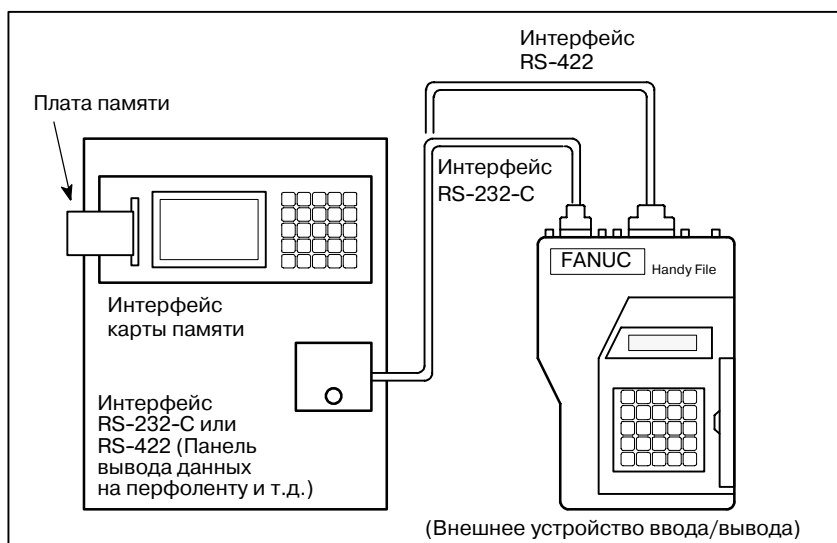 Интерфейс
RS-422
Плата памяти
Интерфейс
RS-232-C
FANUC
Handy File
Интерфейс
карты памяти
Интерфейс
RS-232-C или
RS-422 (Панель
вывода данных
на перфоленту и т.д.)
(Внешнее устройство ввода/вывода)